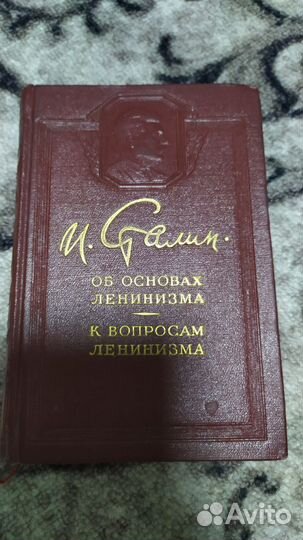 И. Сталин.
ОБ ОСНОВАХ
ЛЕНИНИЗМА
К ВОПРОСАМ
ЛЕНИНИЗМА
Avito